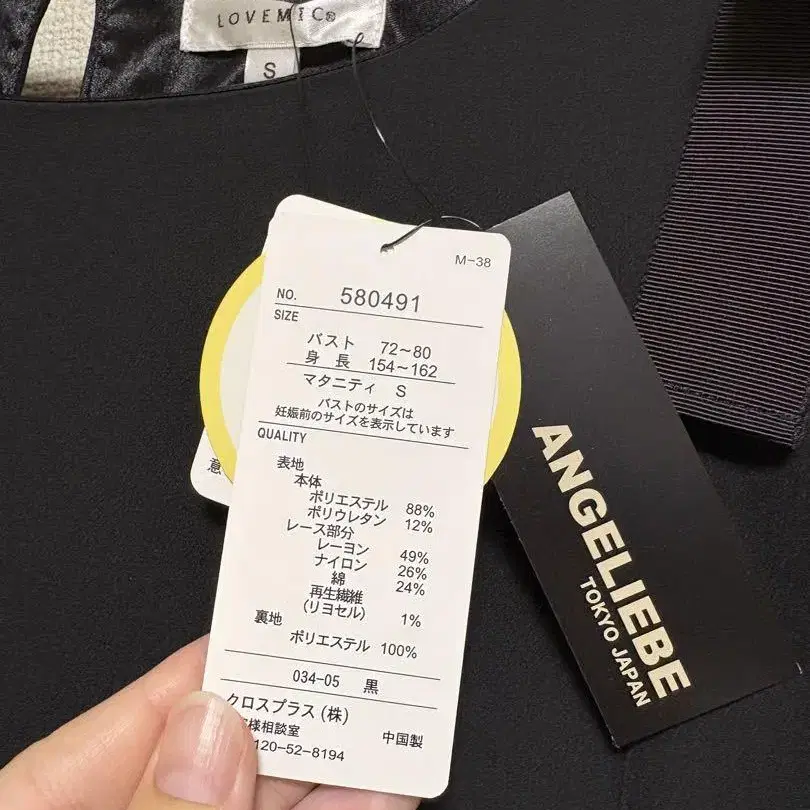 LOVEMIC®
S
M-38
NO. 580491
SIZE
バスト 72～80
身長 154～162
マタニティ S
バストのサイズは
妊娠前のサイズを表示しています
QUALITY
表地
本体
ポリエステル 88%
ポリウレタン 12%
レース部分
レーヨン 49%
ナイロン 26%
綿 24%
再生繊維
(リヨセル) 1%
裏地
ポリエステル 100%
034-05 黒
クロスプラス(株)
様相談室 中国製
120-52-8194
意
ANGELIEBE
TOKYO JAPAN